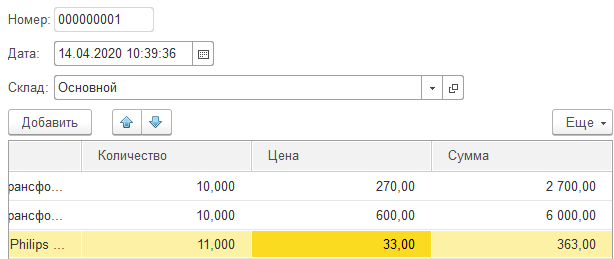 Номер: 000000001
Дата: 14.04.2020 10:39:36
Склад: Основной
Добавить Еще
Количество Цена Сумма
рансфо... 10,000 270,00 2 700,00
рансфо... 10,000 600,00 6 000,00
Philips ... 11,000 33,00 363,00